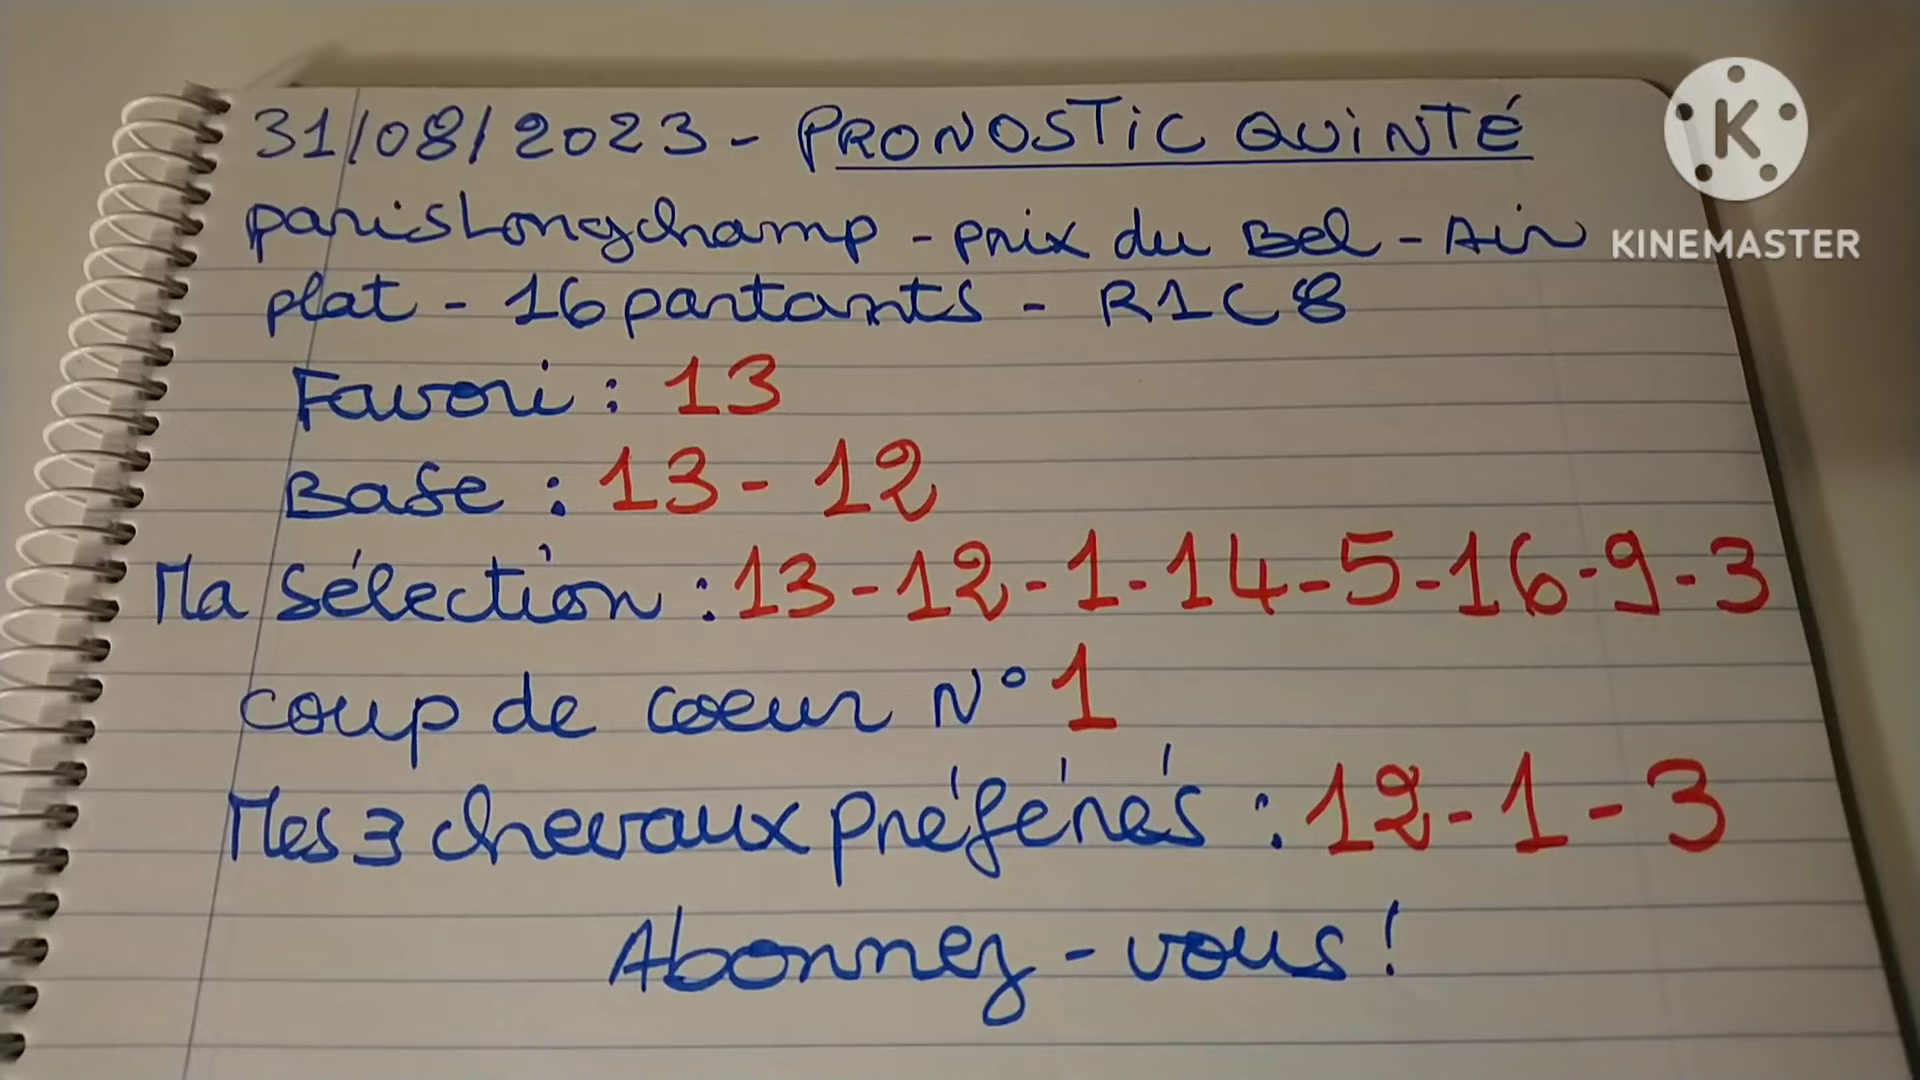 31/08/2023 - PRONOSTIC QUINTÉ
parisLongchamp - prix du Bel - Air
plat - 16 partants - R1C8
Favori : 13
Base : 13 - 12
Ma sélection : 13 - 12 - 1 - 14 - 5 - 16 - 9 - 3
coup de coeur N° 1
Mes 3 chevaux préférés : 12 - 1 - 3
Abonnez - vous !
K
KINEMASTER